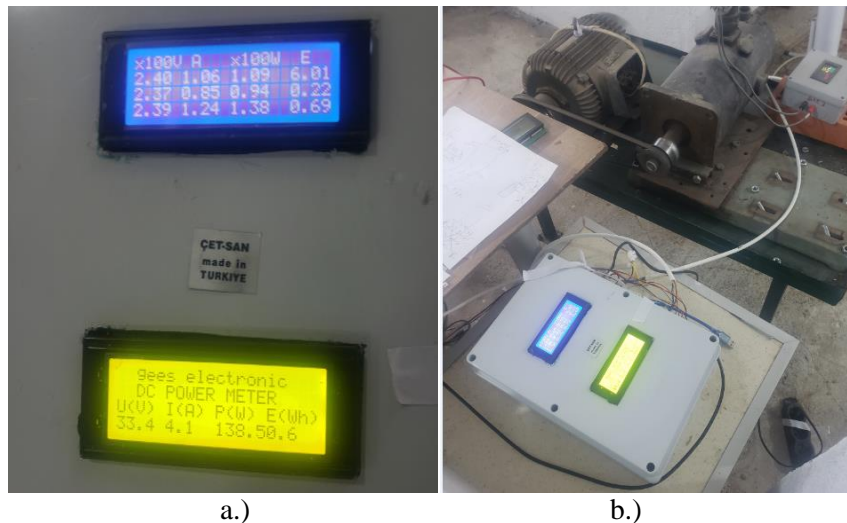 x100V A x100W E
2.40 1.06 1.09 6.01
2.37 0.85 0.94 0.22
2.39 1.24 1.38 0.69
ÇET-SAN
made in
TURKIYE
gees electronic
DC POWER METER
U(V) I(A) P(W) E(Wh)
33.4 4.1 138.50.6
a.)
b.)